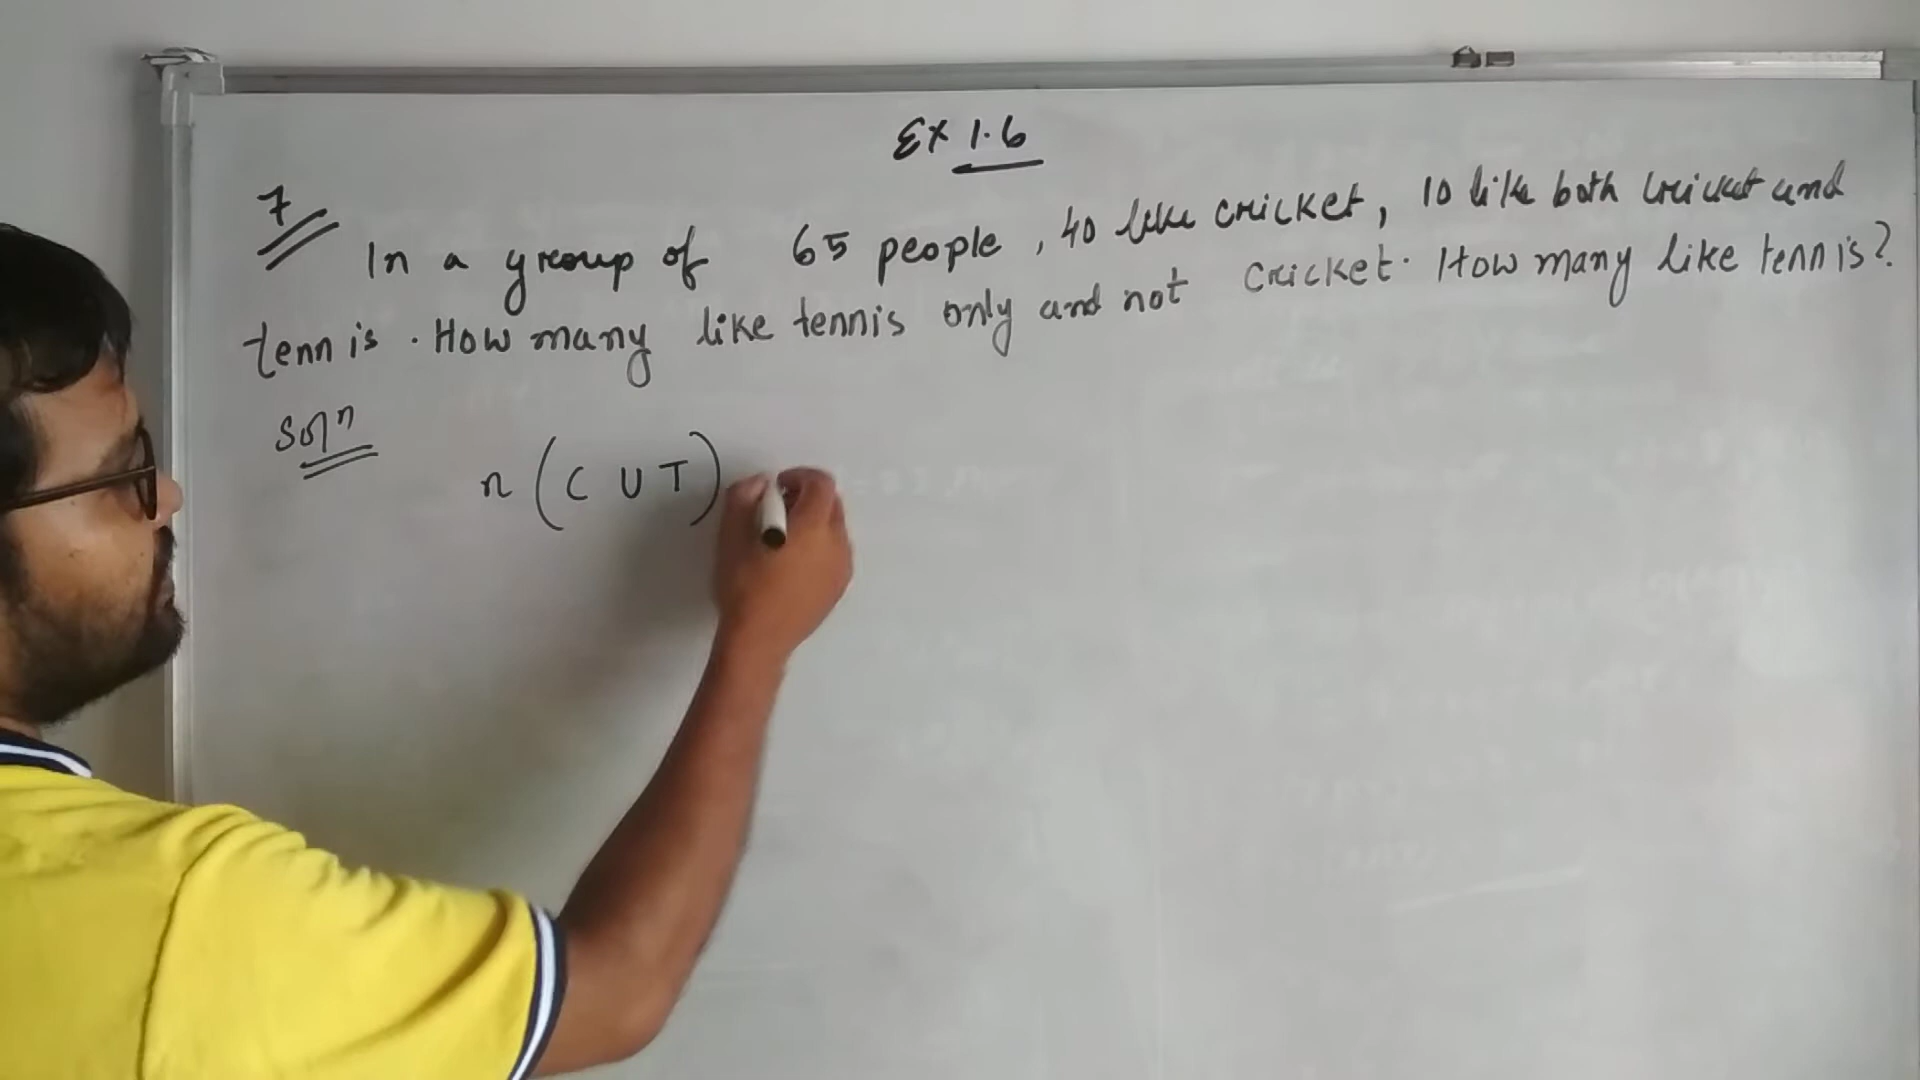 Ex 1.6
7
In a group of 65 people, 40 like cricket, 10 like both cricket and
tennis. How many like tennis only and not cricket. How many like tennis?
Solⁿ
n (C U T)